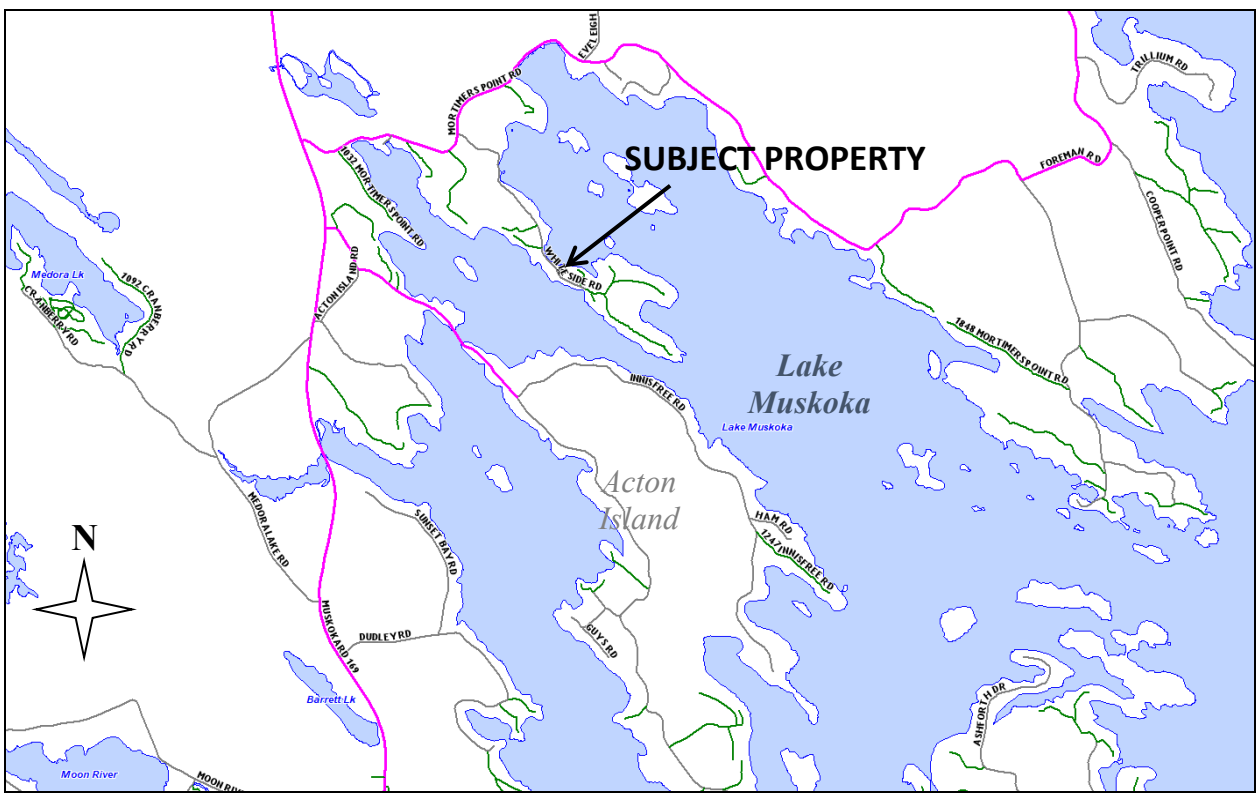 EVELEIGH
TRILLIUM RD
MORTIMERS POINT RD
SUBJECT PROPERTY
FOREMAN RD
1032 MORTIMERS POINT RD
COOPER POINT RD
WHITESIDE RD
ACTON ISLAND RD
Medora Lk
1092 CRANBERRY RD
CRANBERRY RD
1848 MORTIMERS POINT RD
Lake
Muskoka
INNISFREE RD
Lake Muskoka
Acton
Island
HAM RD
1247 INNISFREE RD
SUNSET BAY RD
MEDORA LAKE RD
N
MUSKOKA RD 169
DUDLEY RD
GUYS RD
Barrett Lk
ASHFORTH DR
Moon River
MOON RIVE